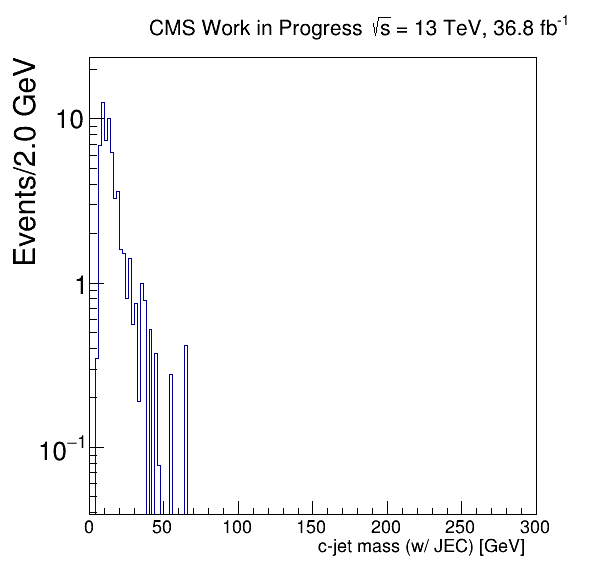 CMS Work in Progress √s = 13 TeV, 36.8 fb⁻¹
Events/2.0 GeV
10
1
10⁻¹
0 50 100 150 200 250 300
c-jet mass (w/ JEC) [GeV]